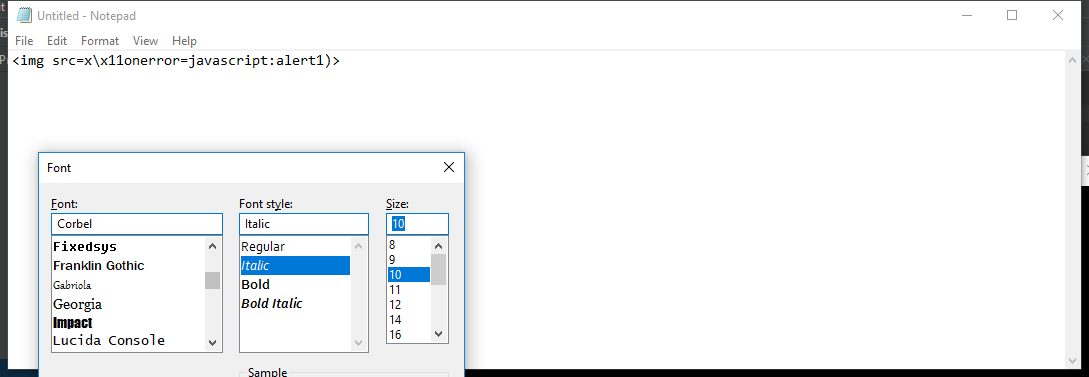 Untitled - Notepad
File Edit Format View Help
<img src=x\x11onerror=javascript:alert1)>
Font
Font: Font style: Size:
Corbel Italic 10
Fixedsys Regular 8
Franklin Gothic Italic 9
Gabriola Bold 10
Georgia Bold Italic 11
Impact 12
Lucida Console 14
16
Sample